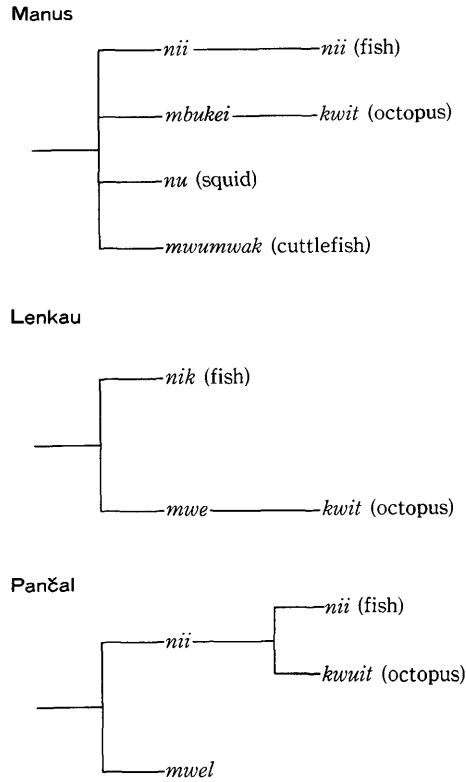 Manus
nii nii (fish)
mbukei kwit (octopus)
nu (squid)
mwumwak (cuttlefish)
Lenkau
nik (fish)
mwe kwit (octopus)
Pančal
nii (fish)
nii
kwuit (octopus)
mwel